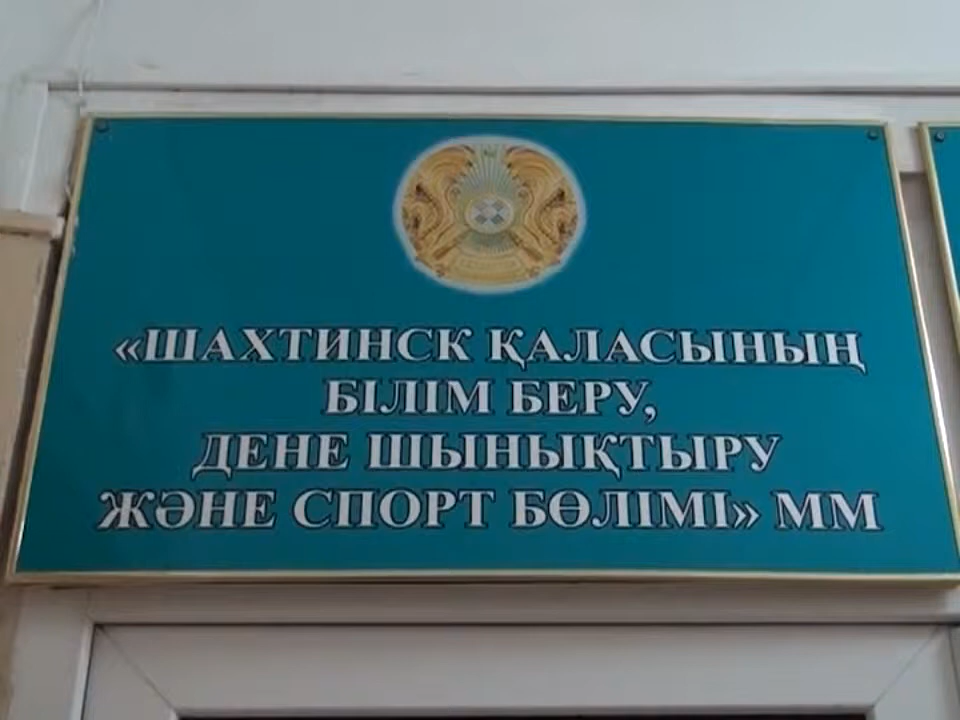 «ШАХТИНСК ҚАЛАСЫНЫҢ
БІЛІМ БЕРУ,
ДЕНЕ ШЫНЫҚТЫРУ
ЖӘНЕ СПОРТ БӨЛІМІ» ММ